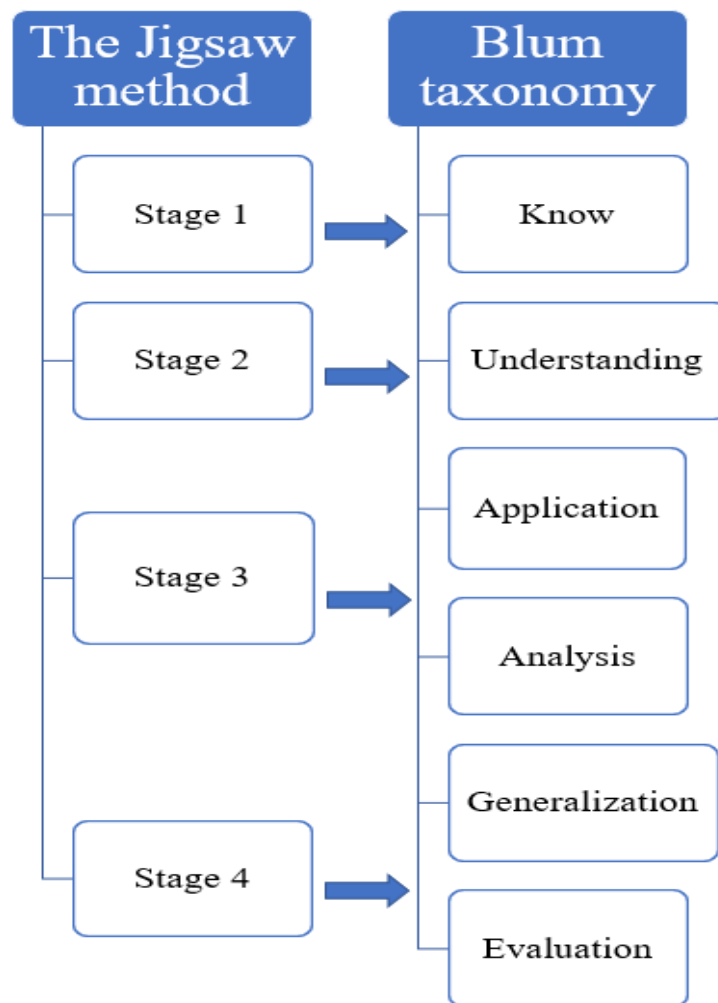 The Jigsaw
method
Blum
taxonomy
Stage 1
Know
Stage 2
Understanding
Application
Stage 3
Analysis
Generalization
Stage 4
Evaluation